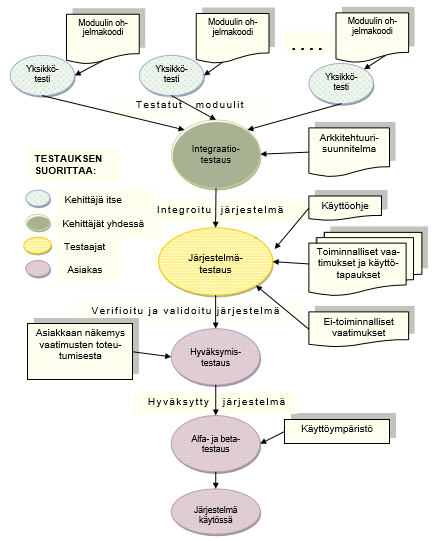 Moduulin oh-
jelmakoodi
Moduulin oh-
jelmakoodi
Moduulin oh-
jelmakoodi
. . . .
Yksikkö-
testi
Yksikkö-
testi
Yksikkö-
testi
Testatut moduulit
Integraatio-
testaus
Arkkitehtuuri-
suunnitelma
TESTAUKSEN
SUORITTAA:
Kehittäjä itse
Kehittäjät yhdessä
Testaajat
Asiakas
Integroitu järjestelmä
Käyttöohje
Järjestelmä-
testaus
Toiminnalliset vaa-
timukset ja käyttö-
tapaukset
Verifioitu ja validoitu järjestelmä
Ei-toiminnalliset
vaatimukset
Asiakkaan näkemys
vaatimusten toteu-
tumisesta
Hyväksymis-
testaus
Hyväksytty järjestelmä
Alfa- ja beta-
testaus
Käyttöympäristö
Järjestelmä
käytössä